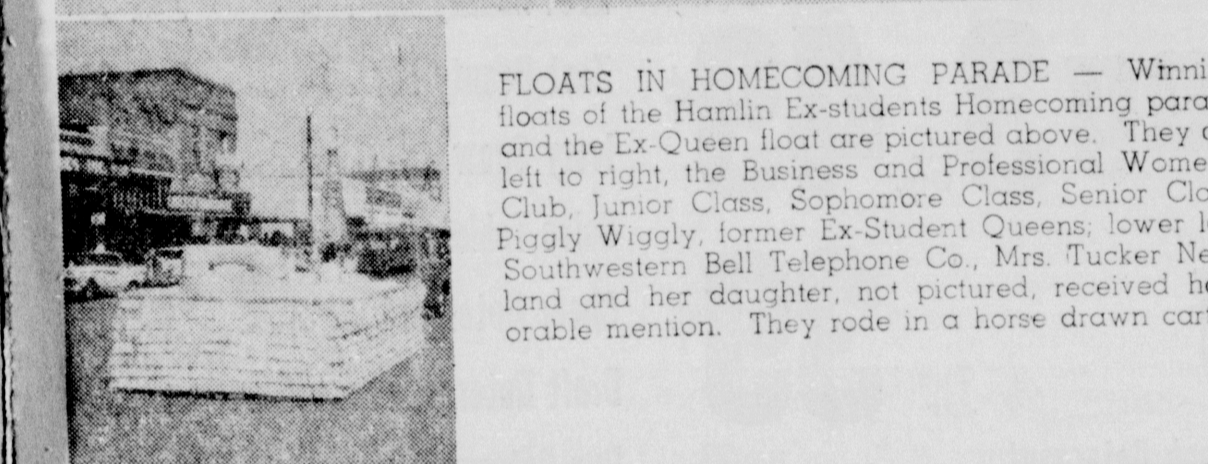 FLOATS IN HOMECOMING PARADE — Winni
floats of the Hamlin Ex-students Homecoming para
and the Ex-Queen float are pictured above. They
left to right, the Business and Professional Wome
Club, Junior Class, Sophomore Class, Senior Cla
Piggly Wiggly, former Ex-Student Queens; lower l
Southwestern Bell Telephone Co., Mrs. Tucker Ne
land and her daughter, not pictured, received h
orable mention. They rode in a horse drawn cart